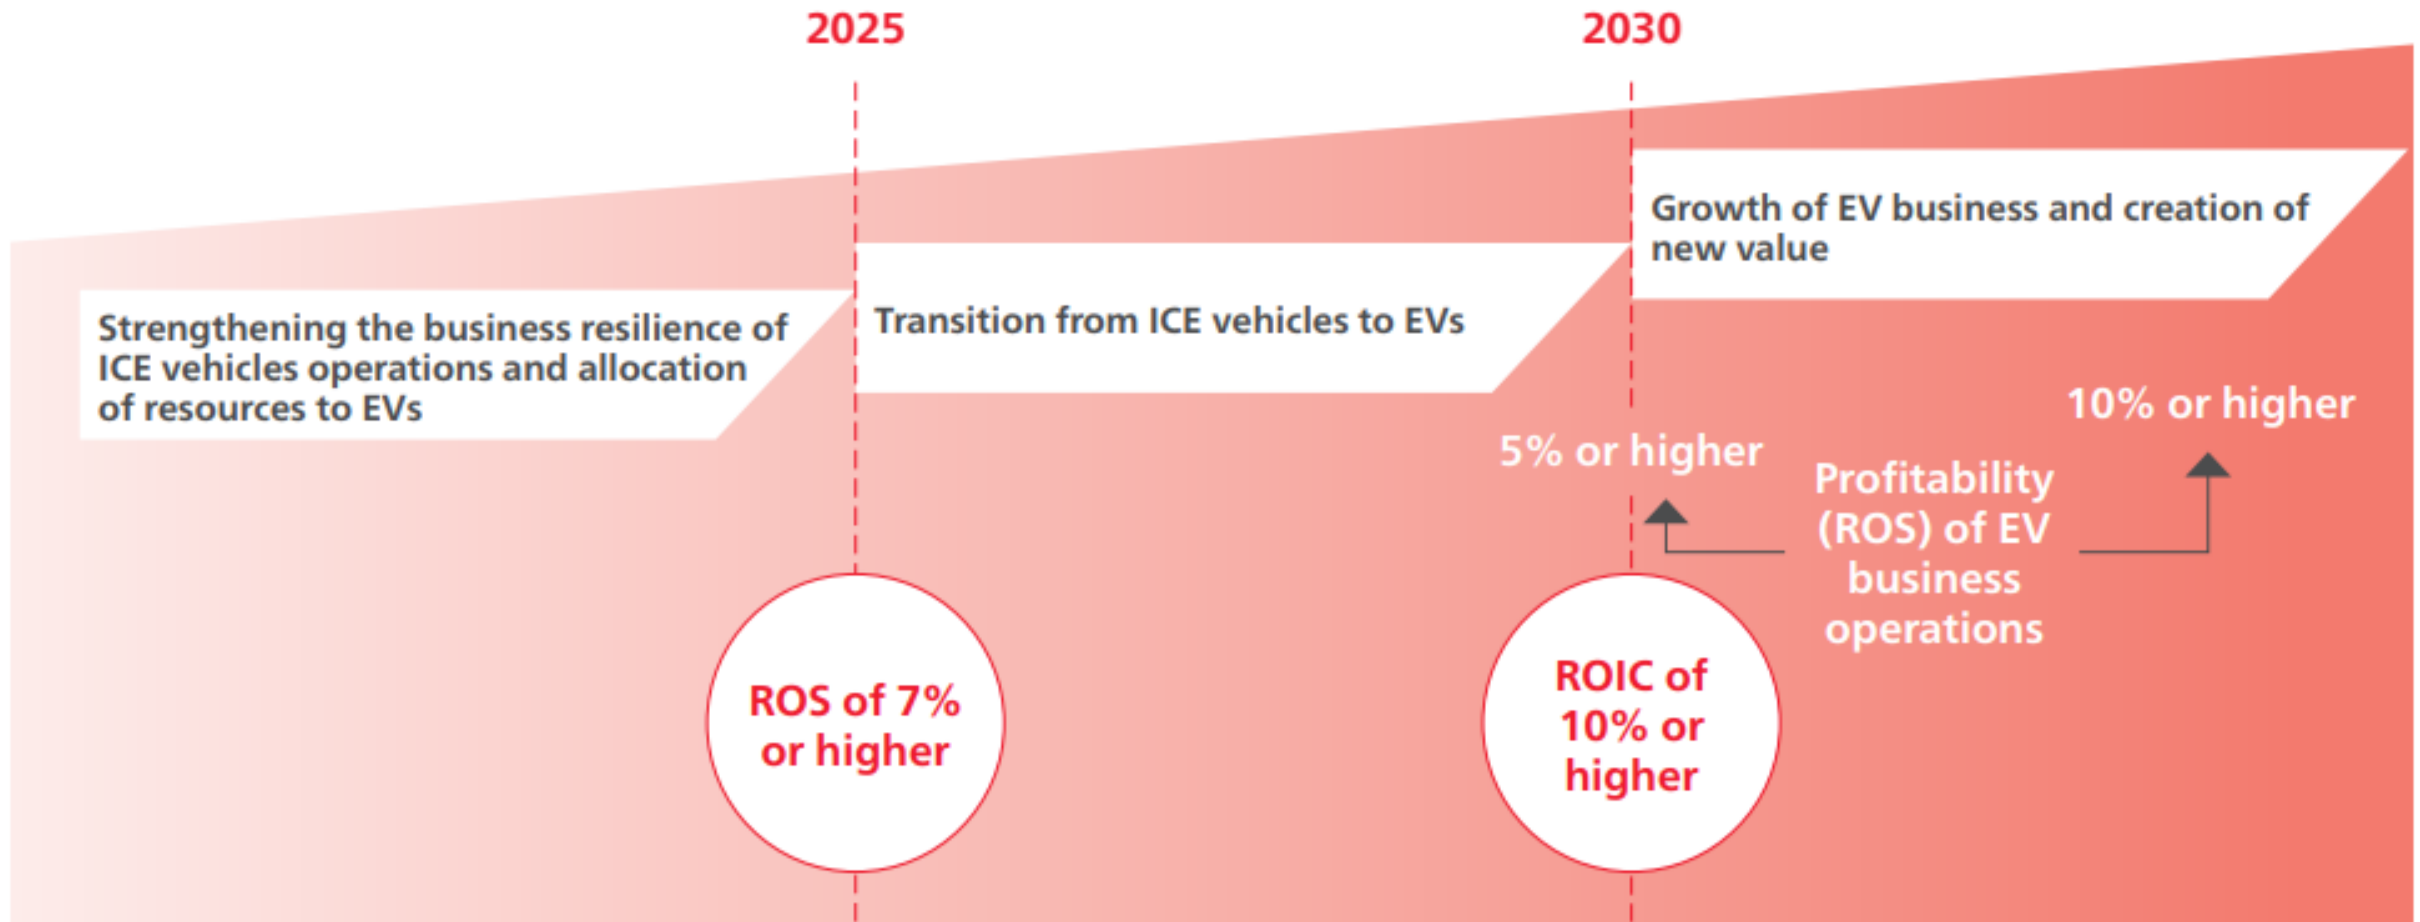 2025
2030
Strengthening the business resilience of
ICE vehicles operations and allocation
of resources to EVs
Transition from ICE vehicles to EVs
Growth of EV business and creation of
new value
5% or higher
Profitability
(ROS) of EV
business
operations
10% or higher
ROS of 7%
or higher
ROIC of
10% or
higher